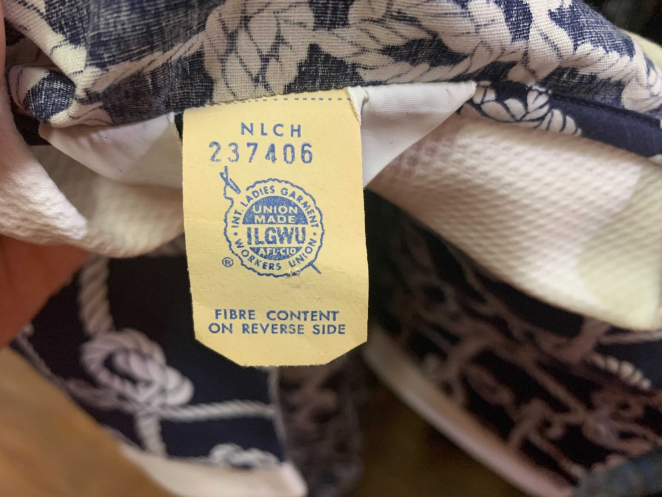 NLCH
237406
INT. LADIES GARMENT
UNION
MADE
ILGWU
AFL-CIO
WORKERS UNION
®
FIBRE CONTENT
ON REVERSE SIDE